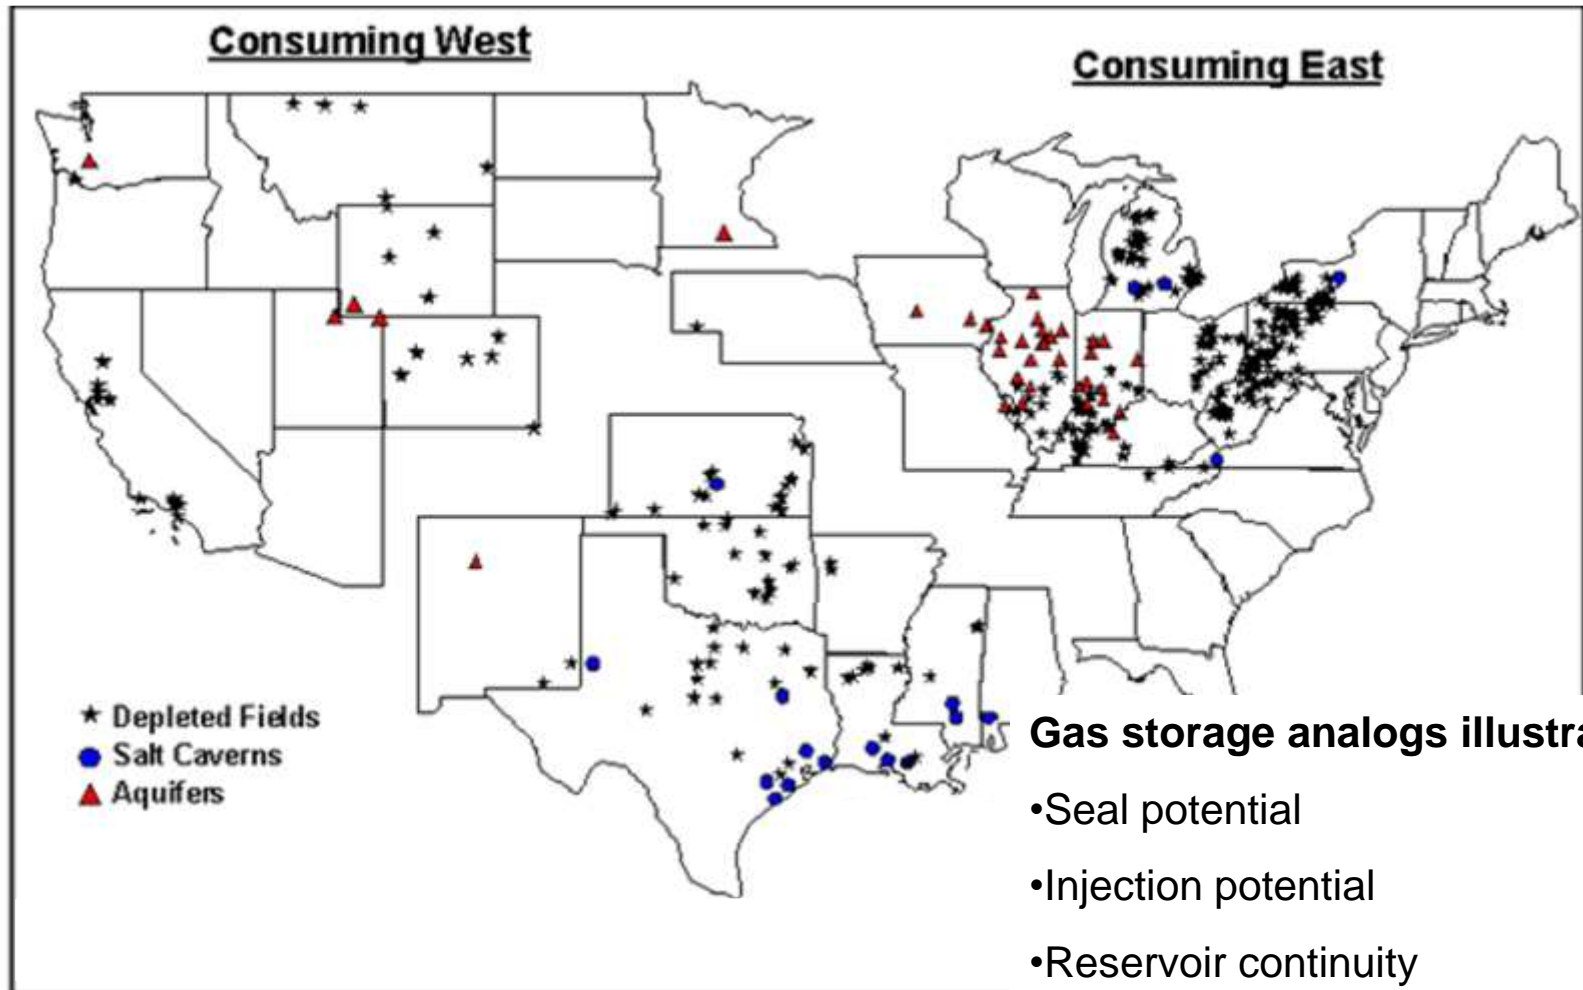 Consuming West
Consuming East
Depleted Fields
Salt Caverns
Aquifers
Gas storage analogs illustra
•Seal potential
•Injection potential
•Reservoir continuity